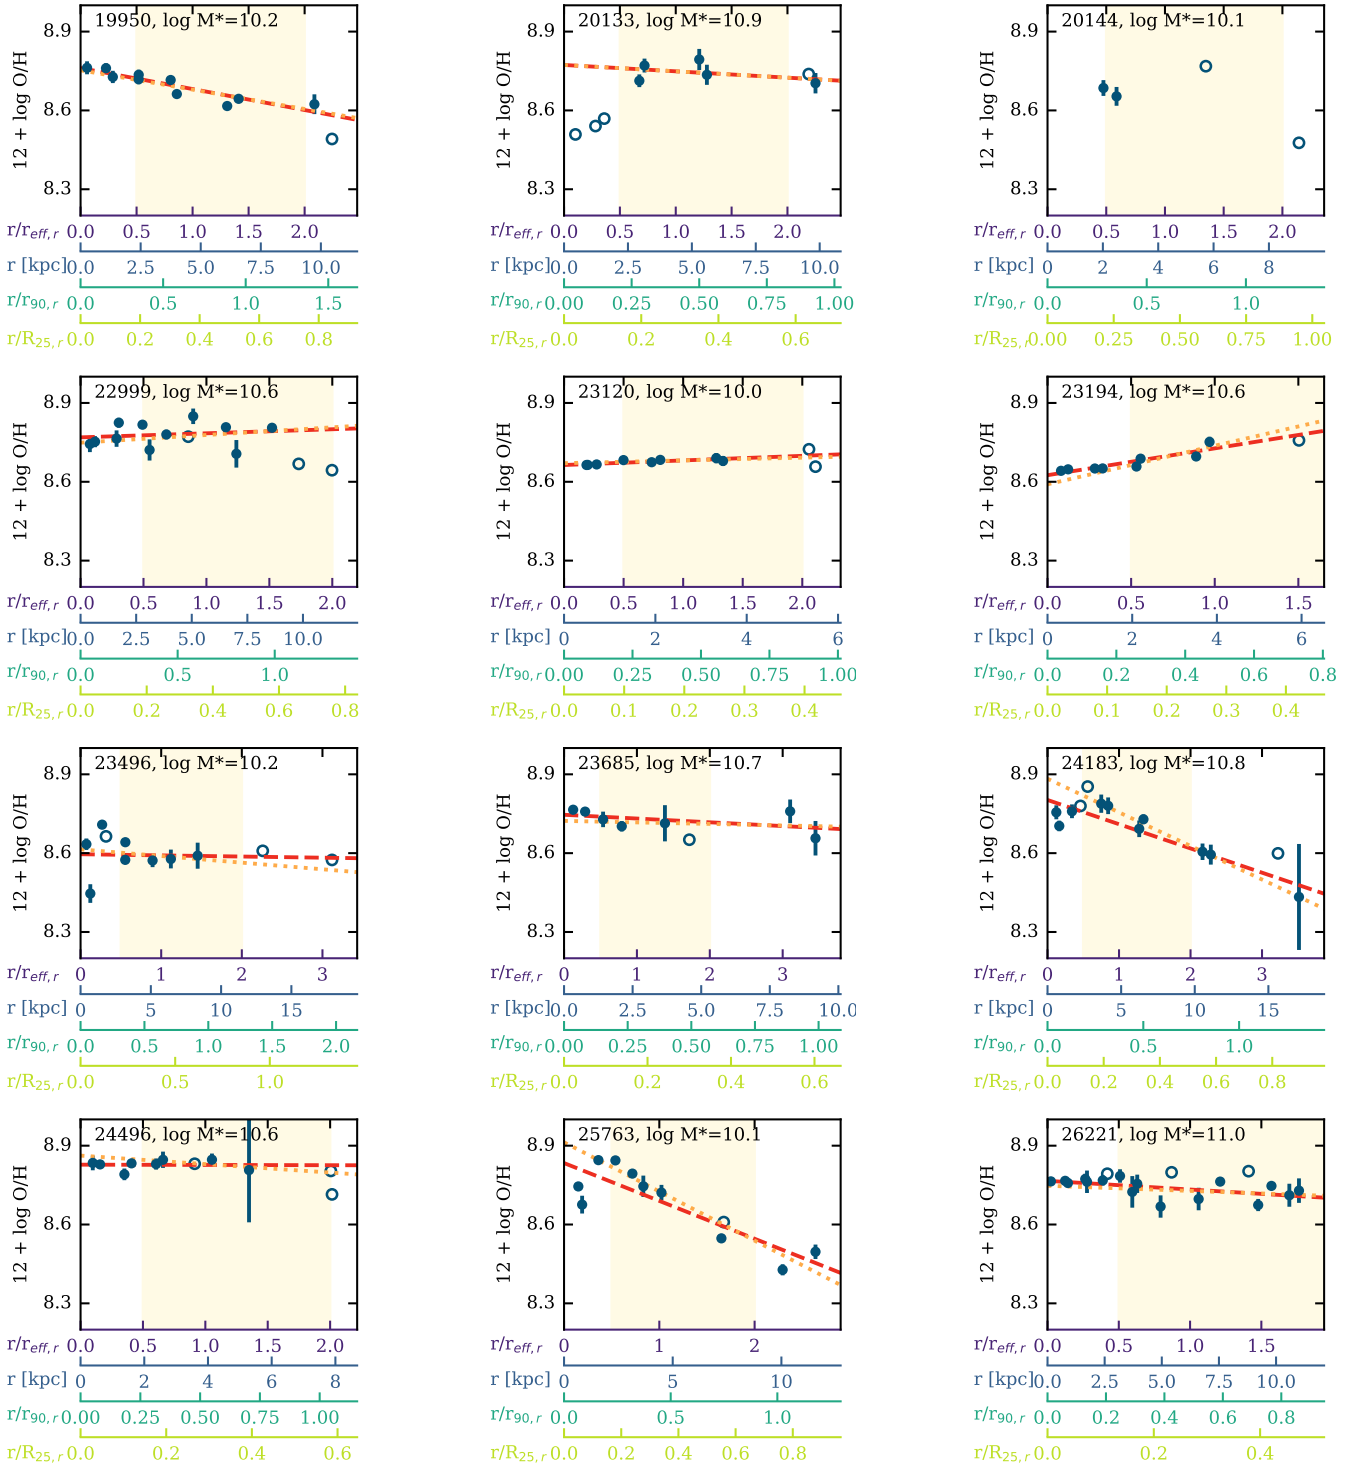 19950, log M*=10.2
12 + log O/H
8.9
8.6
8.3
r/r_eff,r 0.0 0.5 1.0 1.5 2.0
r [kpc] 0.0 2.5 5.0 7.5 10.0
r/r_90,r 0.0 0.5 1.0 1.5
r/R_25,r 0.0 0.2 0.4 0.6 0.8
20133, log M*=10.9
12 + log O/H
8.9
8.6
8.3
r/r_eff,r 0.0 0.5 1.0 1.5 2.0
r [kpc] 0.0 2.5 5.0 7.5 10.0
r/r_90,r 0.00 0.25 0.50 0.75 1.00
r/R_25,r 0.0 0.2 0.4 0.6
20144, log M*=10.1
12 + log O/H
8.9
8.6
8.3
r/r_eff,r 0.0 0.5 1.0 1.5 2.0
r [kpc] 0 2 4 6 8
r/r_90,r 0.0 0.5 1.0
r/R_25,r 0.00 0.25 0.50 0.75 1.00
22999, log M*=10.6
12 + log O/H
8.9
8.6
8.3
r/r_eff,r 0.0 0.5 1.0 1.5 2.0
r [kpc] 0.0 2.5 5.0 7.5 10.0
r/r_90,r 0.0 0.5 1.0
r/R_25,r 0.0 0.2 0.4 0.6 0.8
23120, log M*=10.0
12 + log O/H
8.9
8.6
8.3
r/r_eff,r 0.0 0.5 1.0 1.5 2.0
r [kpc] 0 2 4 6
r/r_90,r 0.00 0.25 0.50 0.75 1.00
r/R_25,r 0.0 0.1 0.2 0.3 0.4
23194, log M*=10.6
12 + log O/H
8.9
8.6
8.3
r/r_eff,r 0.0 0.5 1.0 1.5
r [kpc] 0 2 4 6
r/r_90,r 0.0 0.2 0.4 0.6 0.8
r/R_25,r 0.0 0.1 0.2 0.3 0.4
23496, log M*=10.2
12 + log O/H
8.9
8.6
8.3
r/r_eff,r 0 1 2 3
r [kpc] 0 5 10 15
r/r_90,r 0.0 0.5 1.0 1.5 2.0
r/R_25,r 0.0 0.5 1.0
23685, log M*=10.7
12 + log O/H
8.9
8.6
8.3
r/r_eff,r 0 1 2 3
r [kpc] 0.0 2.5 5.0 7.5 10.0
r/r_90,r 0.00 0.25 0.50 0.75 1.00
r/R_25,r 0.0 0.2 0.4 0.6
24183, log M*=10.8
12 + log O/H
8.9
8.6
8.3
r/r_eff,r 0 1 2 3
r [kpc] 0 5 10 15
r/r_90,r 0.0 0.5 1.0
r/R_25,r 0.0 0.2 0.4 0.6 0.8
24496, log M*=10.6
12 + log O/H
8.9
8.6
8.3
r/r_eff,r 0.0 0.5 1.0 1.5 2.0
r [kpc] 0 2 4 6 8
r/r_90,r 0.00 0.25 0.50 0.75 1.00
r/R_25,r 0.0 0.2 0.4 0.6
25763, log M*=10.1
12 + log O/H
8.9
8.6
8.3
r/r_eff,r 0 1 2
r [kpc] 0 5 10
r/r_90,r 0.0 0.5 1.0
r/R_25,r 0.0 0.2 0.4 0.6 0.8
26221, log M*=11.0
12 + log O/H
8.9
8.6
8.3
r/r_eff,r 0.0 0.5 1.0 1.5
r [kpc] 0.0 2.5 5.0 7.5 10.0
r/r_90,r 0.0 0.2 0.4 0.6 0.8
r/R_25,r 0.0 0.2 0.4